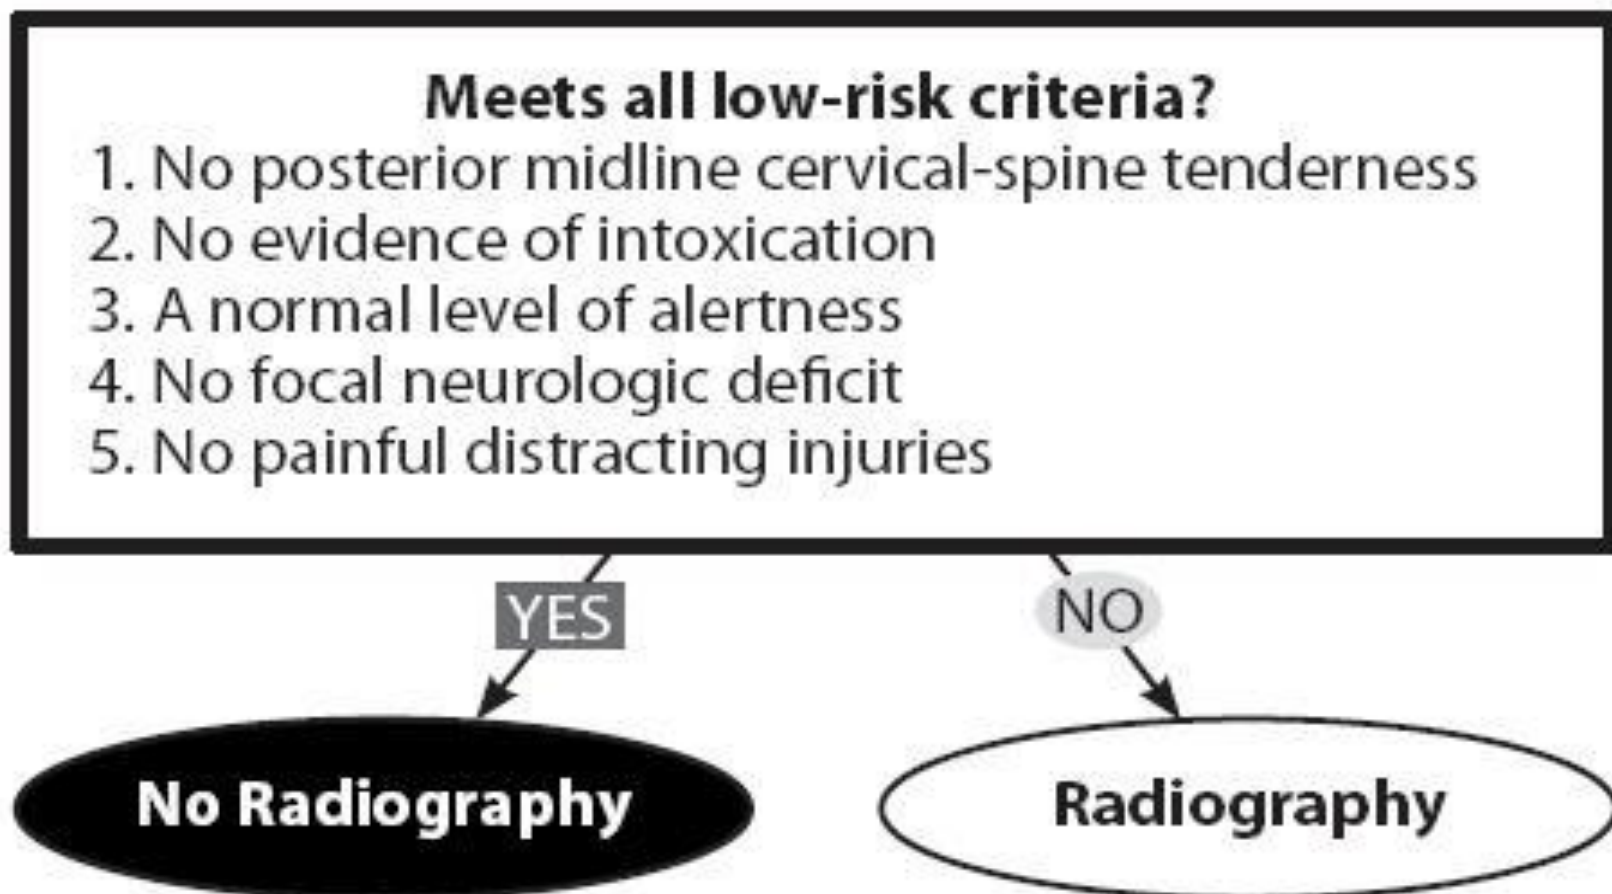 Meets all low-risk criteria?
1. No posterior midline cervical-spine tenderness
2. No evidence of intoxication
3. A normal level of alertness
4. No focal neurologic deficit
5. No painful distracting injuries
YES
NO
No Radiography
Radiography